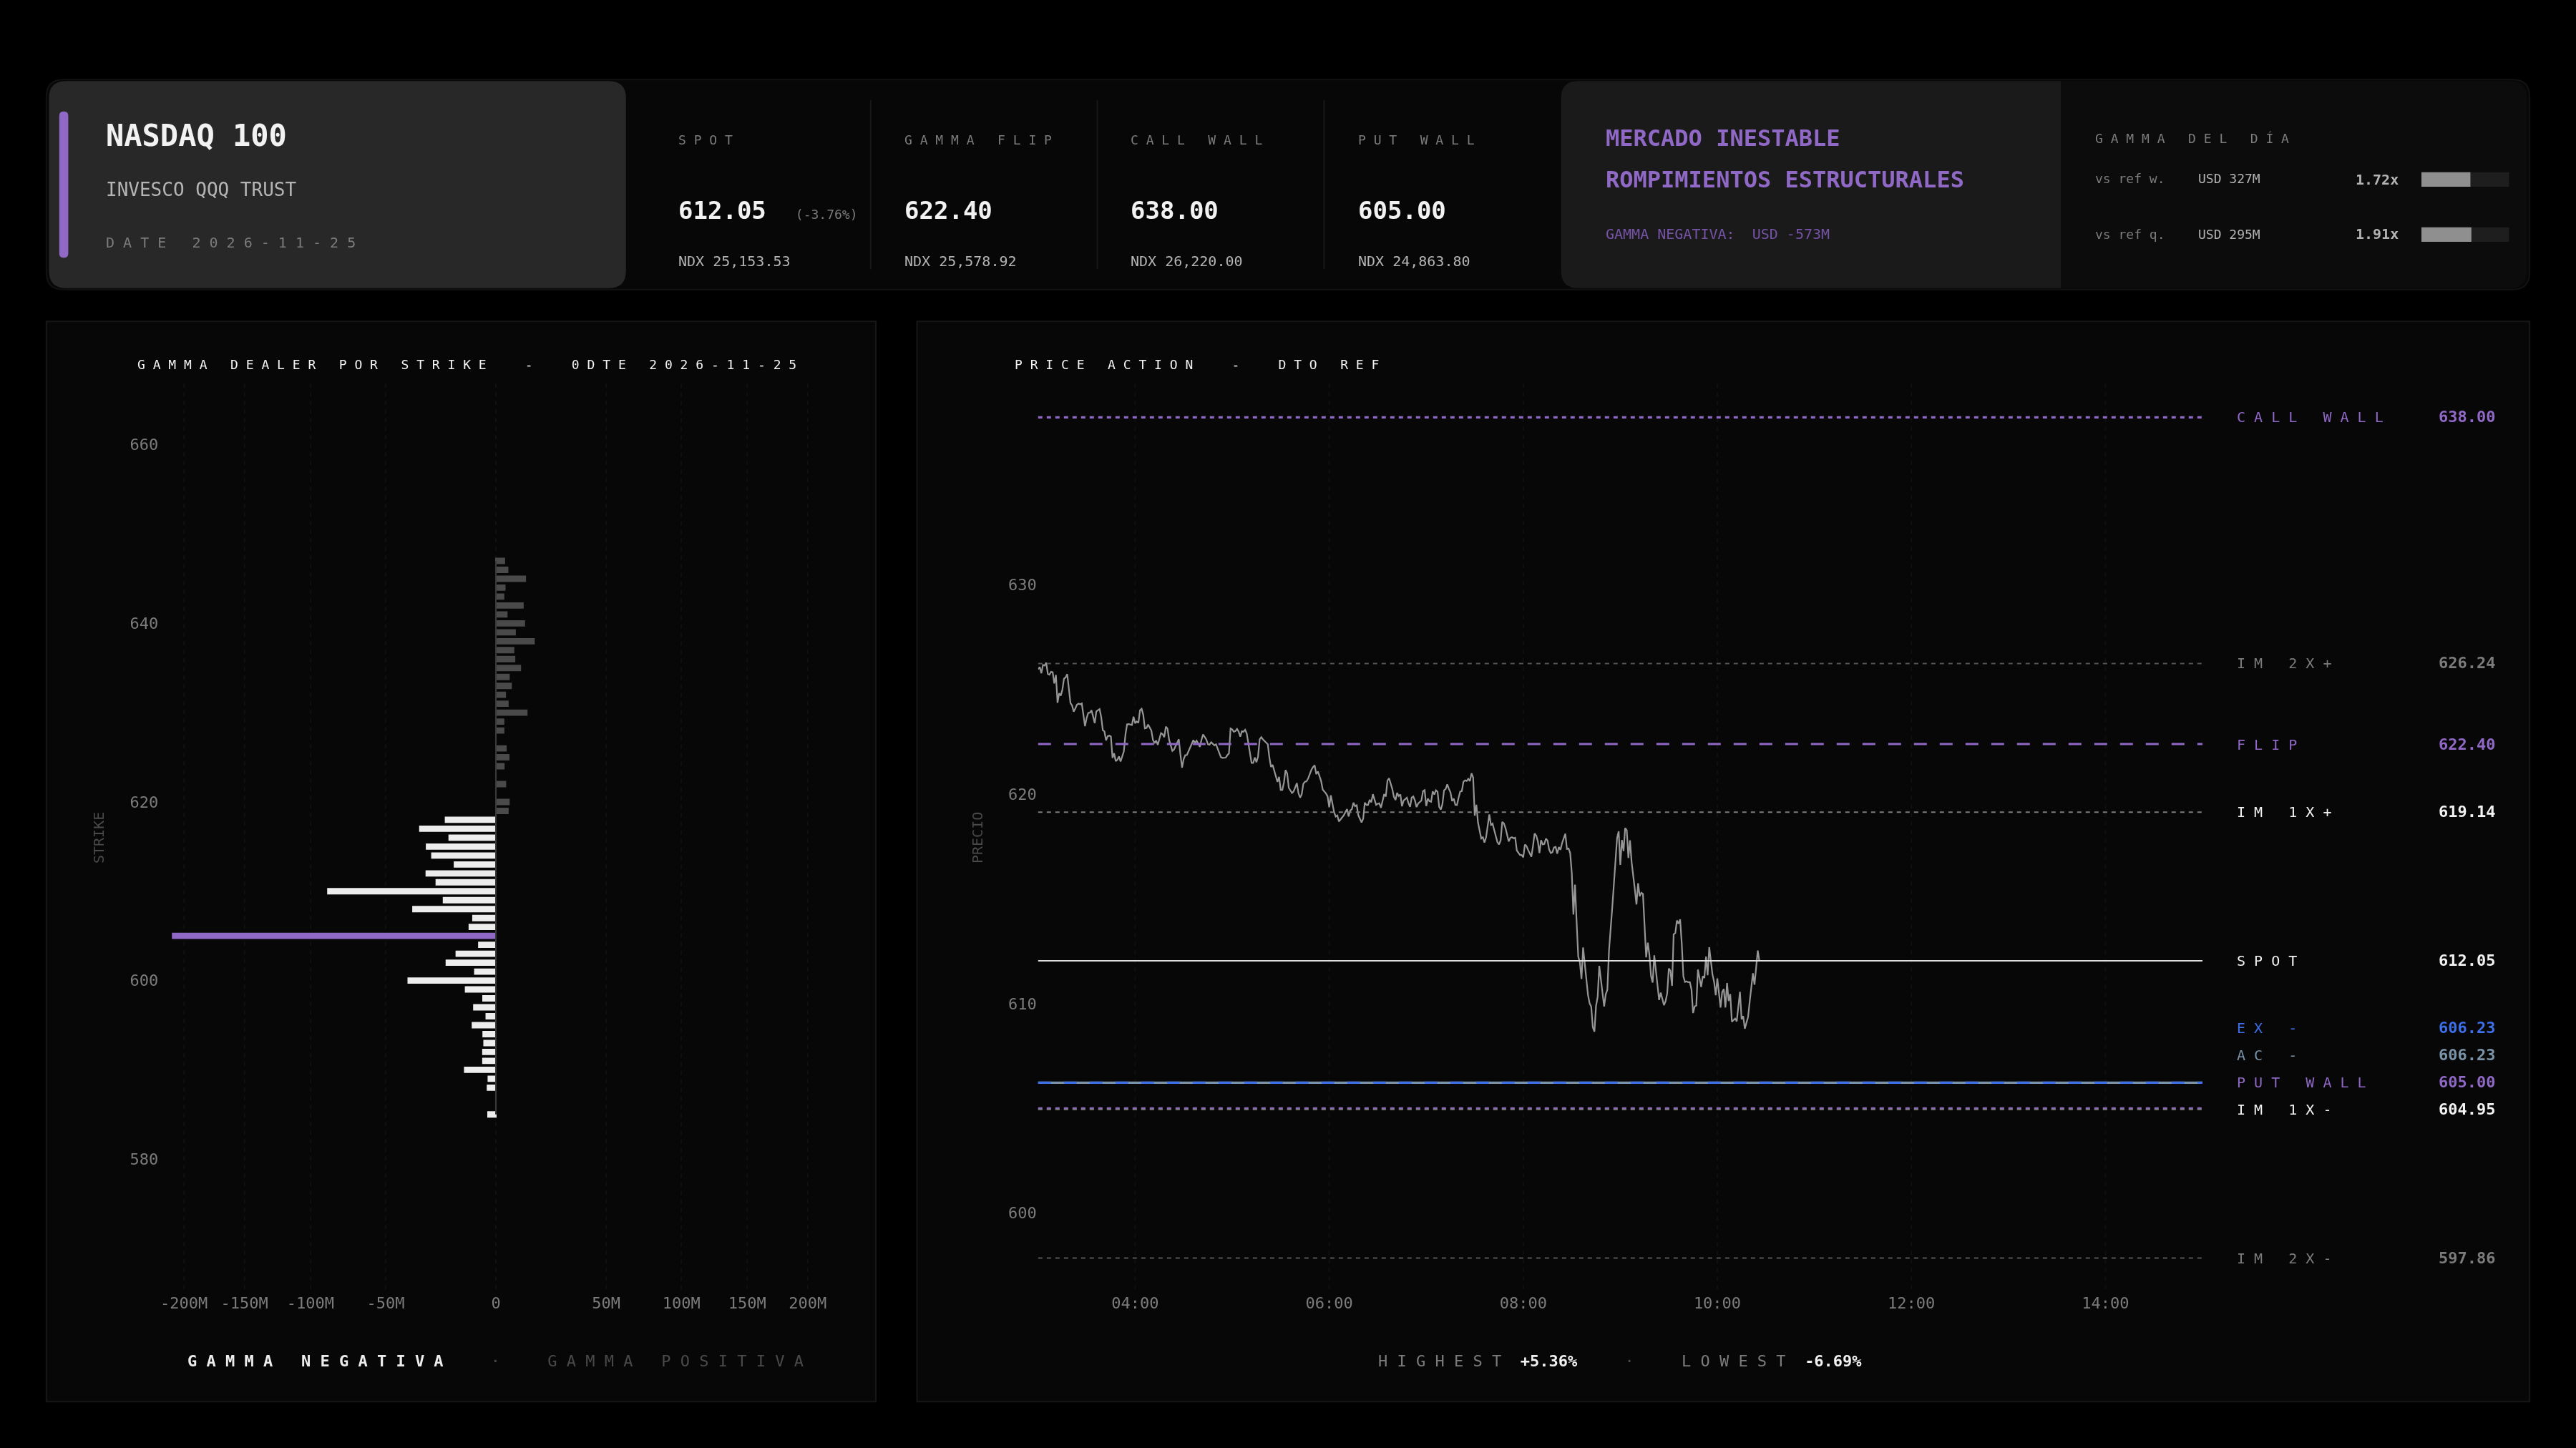 NASDAQ 100
INVESCO QQQ TRUST
DATE 2026-11-25
SPOT
612.05 (-3.76%)
NDX 25,153.53
GAMMA FLIP
622.40
NDX 25,578.92
CALL WALL
638.00
NDX 26,220.00
PUT WALL
605.00
NDX 24,863.80
MERCADO INESTABLE
ROMPIMIENTOS ESTRUCTURALES
GAMMA NEGATIVA: USD -573M
GAMMA DEL DÍA
vs ref w. USD 327M 1.72x
vs ref q. USD 295M 1.91x
GAMMA DEALER POR STRIKE - 0DTE 2026-11-25
STRIKE
660
640
620
600
580
-200M -150M -100M -50M 0 50M 100M 150M 200M
GAMMA NEGATIVA · GAMMA POSITIVA
PRICE ACTION - DTO REF
PRECIO
630
620
610
600
04:00 06:00 08:00 10:00 12:00 14:00
CALL WALL 638.00
IM 2X+ 626.24
FLIP 622.40
IM 1X+ 619.14
SPOT 612.05
EX - 606.23
AC - 606.23
PUT WALL 605.00
IM 1X- 604.95
IM 2X- 597.86
HIGHEST +5.36% · LOWEST -6.69%